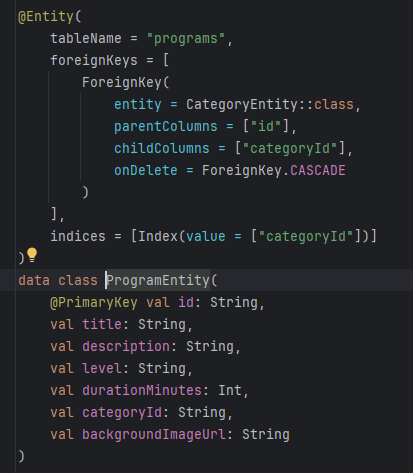 @Entity(
    tableName = "programs",
    foreignKeys = [
        ForeignKey(
            entity = CategoryEntity::class,
            parentColumns = ["id"],
            childColumns = ["categoryId"],
            onDelete = ForeignKey.CASCADE
        )
    ],
    indices = [Index(value = ["categoryId"])]
)
data class ProgramEntity(
    @PrimaryKey val id: String,
    val title: String,
    val description: String,
    val level: String,
    val durationMinutes: Int,
    val categoryId: String,
    val backgroundImageUrl: String
)